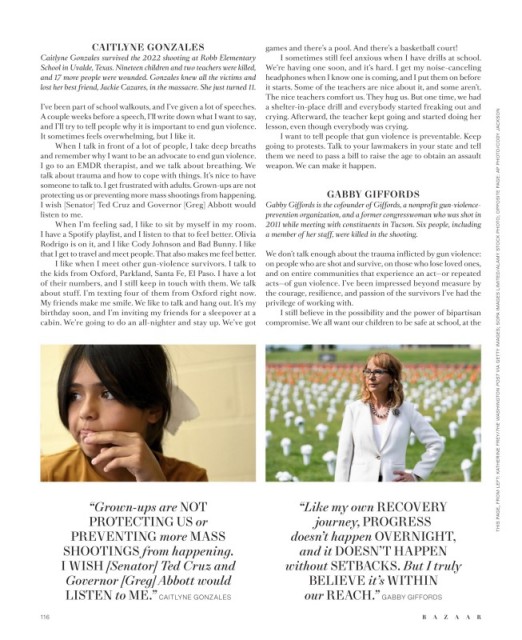 CAITLYNE GONZALES
Caitlyne Gonzales survived the 2022 shooting at Robb Elementary
School in Uvalde, Texas. Nineteen children and two teachers were killed,
and 17 more people were wounded. Gonzales knew all the victims and
lost her best friend, Jackie Cazares, in the massacre. She just turned 11.
I've been part of school walkouts, and I've given a lot of speeches.
A couple weeks before a speech, I'll write down what I want to say,
and I'll try to tell people why it is important to end gun violence.
It sometimes feels overwhelming, but I like it.
When I talk in front of a lot of people, I take deep breaths
and remember why I want to be an advocate to end gun violence.
I go to an EMDR therapist, and we talk about breathing. We
talk about trauma and how to cope with things. It's nice to have
someone to talk to. I get frustrated with adults. Grown-ups are not
protecting us or preventing more mass shootings from happening.
I wish [Senator] Ted Cruz and Governor [Greg] Abbott would
listen to me.
When I'm feeling sad, I like to sit by myself in my room.
I have a Spotify playlist, and I listen to that to feel better. Olivia
Rodrigo is on it, and I like Cody Johnson and Bad Bunny. I like
that I get to travel and meet people. That also makes me feel better.
I like when I meet other gun-violence survivors. I talk to
the kids from Oxford, Parkland, Santa Fe, El Paso. I have a lot
of their numbers, and I still keep in touch with them. We talk
about stuff. I'm texting four of them from Oxford right now.
My friends make me smile. We like to talk and hang out. It's my
birthday soon, and I'm inviting my friends for a sleepover at a
cabin. We're going to do an all-nighter and stay up. We've got
games and there's a pool. And there's a basketball court!
I sometimes still feel anxious when I have drills at school.
We're having one soon, and it's hard. I get my noise-canceling
headphones when I know one is coming, and I put them on before
it starts. Some of the teachers are nice about it, and some aren't.
The nice teachers comfort us. They hug us. But one time, we had
a shelter-in-place drill and everybody started freaking out and
crying. Afterward, the teacher kept going and started doing her
lesson, even though everybody was crying.
I want to tell people that gun violence is preventable. Keep
going to protests. Talk to your lawmakers in your state and tell
them we need to pass a bill to raise the age to obtain an assault
weapon. We can make it happen.
GABBY GIFFORDS
Gabby Giffords is the cofounder of Giffords, a nonprofit gun-violence-
prevention organization, and a former congresswoman who was shot in
2011 while meeting with constituents in Tucson. Six people, including
a member of her staff, were killed in the shooting.
We don't talk enough about the trauma inflicted by gun violence:
on people who are shot and survive, on those who lose loved ones,
and on entire communities that experience an act—or repeated
acts—of gun violence. I've been impressed beyond measure by
the courage, resilience, and passion of the survivors I've had the
privilege of working with.
I still believe in the possibility and the power of bipartisan
compromise. We all want our children to be safe at school, at the
"Grown-ups are NOT
PROTECTING US or
PREVENTING more MASS
SHOOTINGS from happening.
I WISH [Senator] Ted Cruz and
Governor [Greg] Abbott would
LISTEN to ME." CAITLYNE GONZALES
"Like my own RECOVERY
journey, PROGRESS
doesn't happen OVERNIGHT,
and it DOESN'T HAPPEN
without SETBACKS. But I truly
BELIEVE it's WITHIN
our REACH." GABBY GIFFORDS
THIS PAGE, FROM LEFT: KATHERINE FREY/THE WASHINGTON POST VIA GETTY IMAGES; SOPA IMAGES LIMITED/ALAMY STOCK PHOTO; OPPOSITE PAGE: AP PHOTO/CODY JACKSON
116
BAZAAR